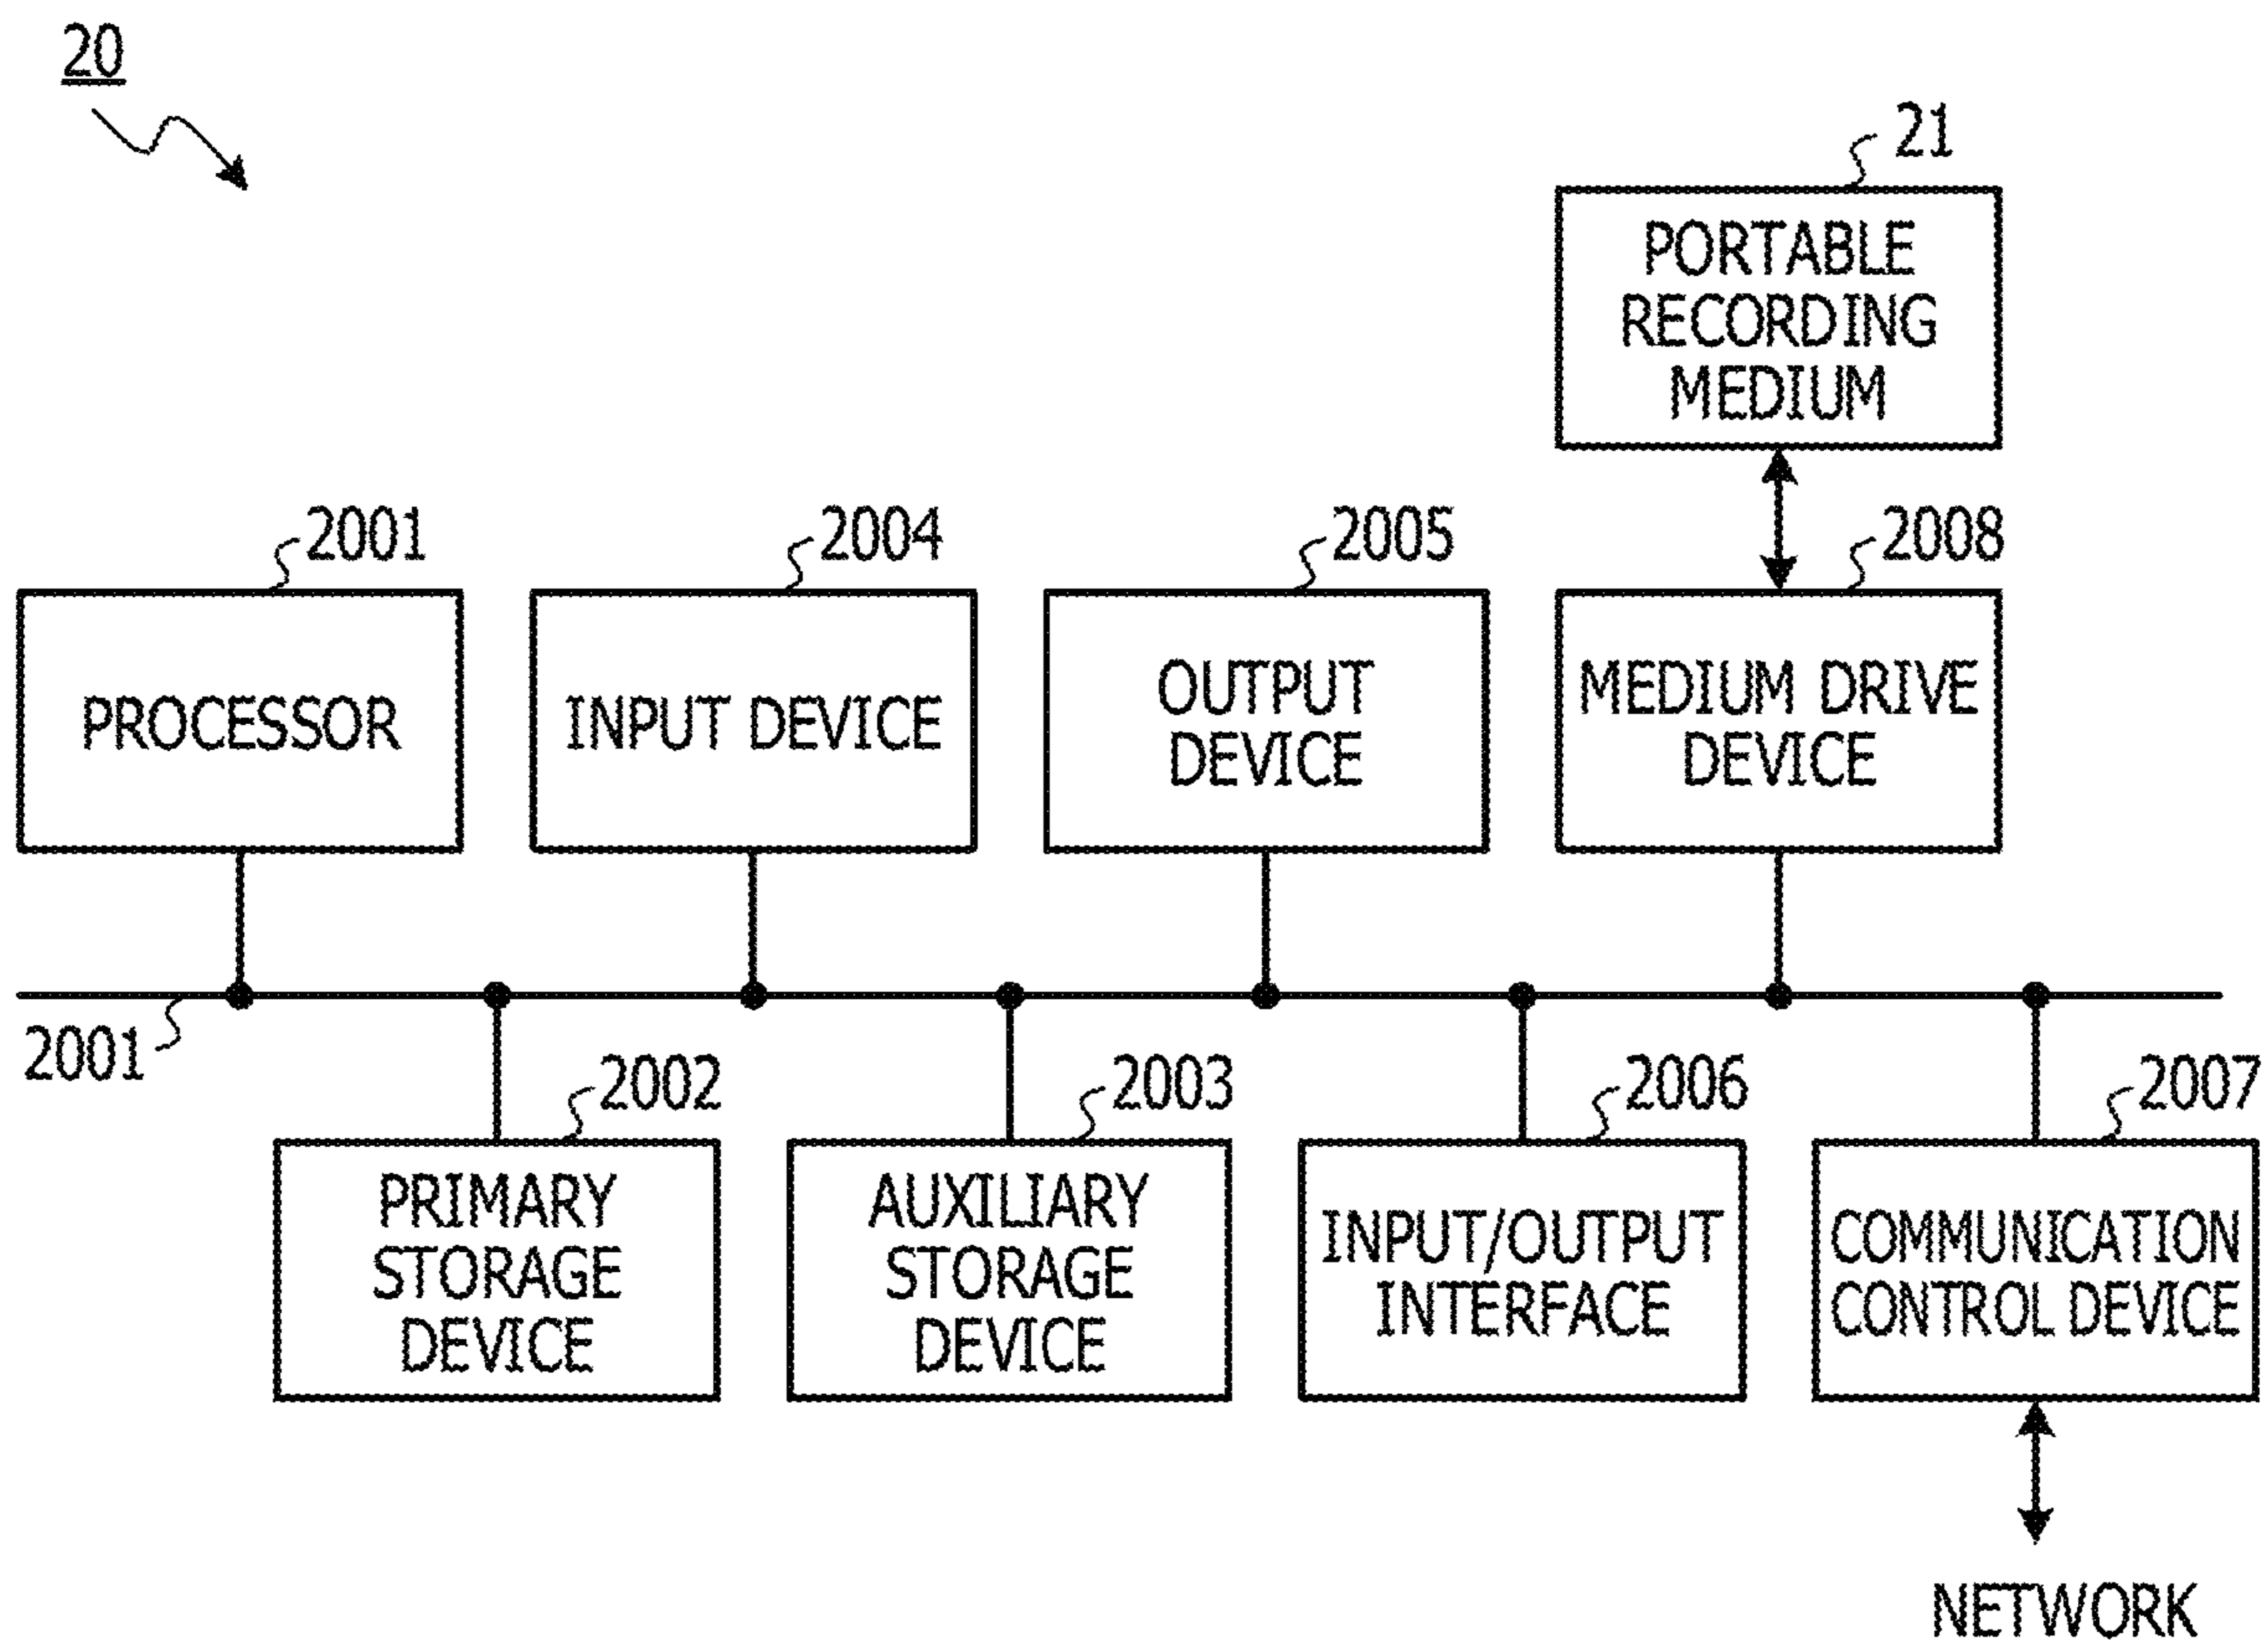 20
21
PORTABLE
RECORDING
MEDIUM
2001
2004
2005
2008
PROCESSOR
INPUT DEVICE
OUTPUT
DEVICE
MEDIUM DRIVE
DEVICE
2001
2002
2003
2006
2007
PRIMARY
STORAGE
DEVICE
AUXILIARY
STORAGE
DEVICE
INPUT/OUTPUT
INTERFACE
COMMUNICATION
CONTROL DEVICE
NETWORK